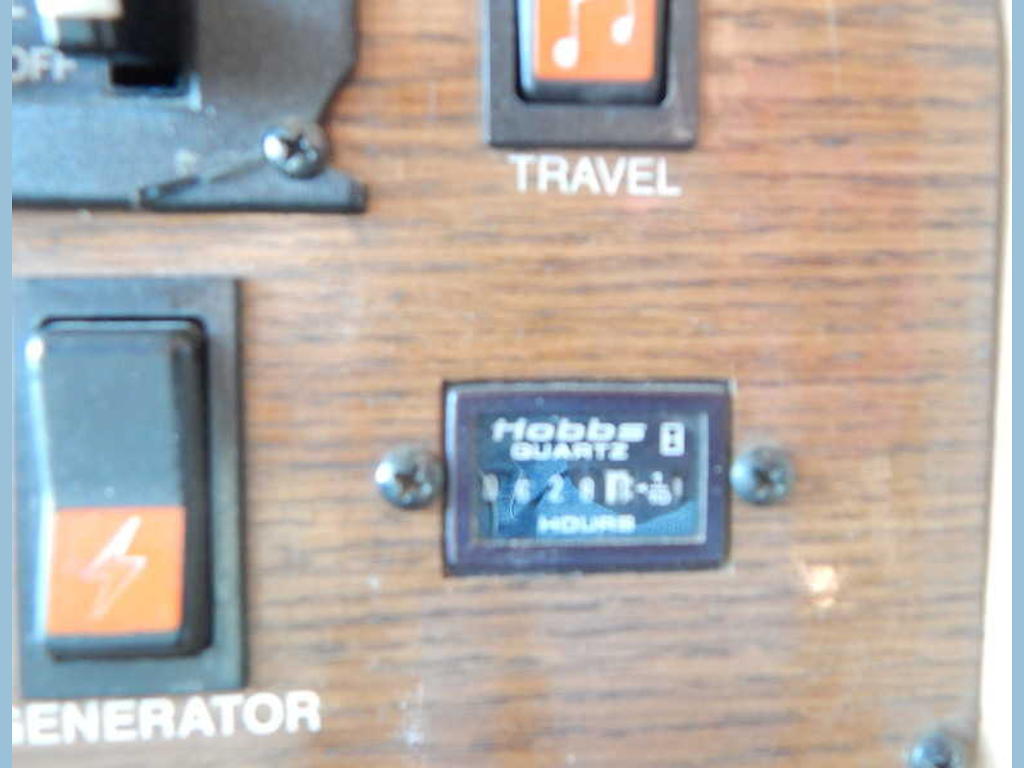 OFF
TRAVEL
Hobbs
QUARTZ
HOURS
GENERATOR